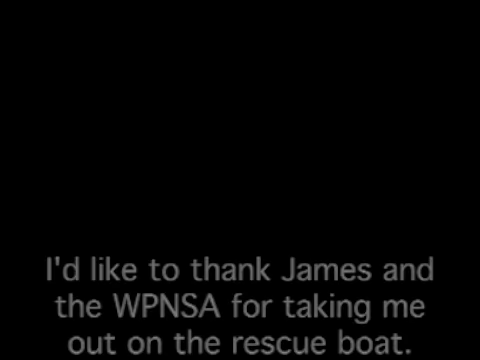 I'd like to thank James and
the WPNSA for taking me
out on the rescue boat.